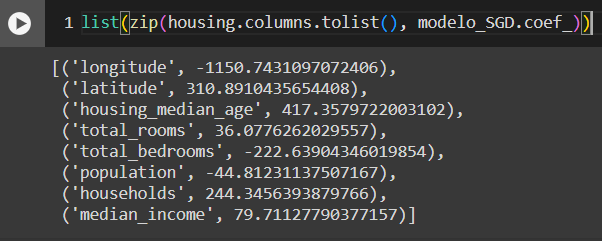 1 list(zip(housing.columns.tolist(), modelo_SGD.coef_))
[('longitude', -1150.7431097072406),
('latitude', 310.8910435654408),
('housing_median_age', 417.3579722003102),
('total_rooms', 36.0776262029557),
('total_bedrooms', -222.63904346019854),
('population', -44.81231137507167),
('households', 244.3456393879766),
('median_income', 79.71127790377157)]